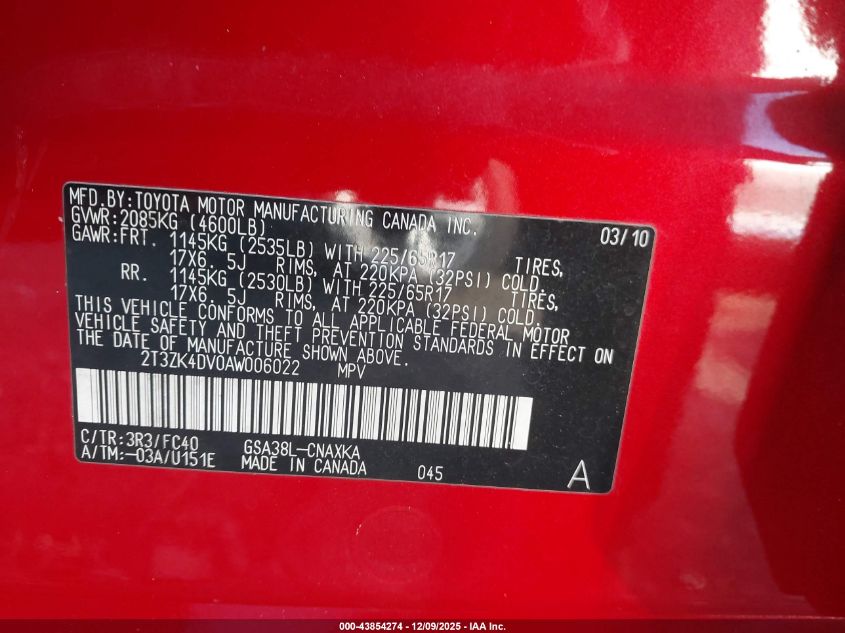 MFD.BY:TOYOTA MOTOR MANUFACTURING CANADA INC.
GVWR:2085KG (4600LB) 03/10
GAWR:FRT. 1145KG (2535LB) WITH 225/65R17 TIRES,
17X6.5J RIMS, AT 220KPA (32PSI) COLD.
RR. 1145KG (2530LB) WITH 225/65R17 TIRES,
17X6.5J RIMS, AT 220KPA (32PSI) COLD.
THIS VEHICLE CONFORMS TO ALL APPLICABLE FEDERAL MOTOR
VEHICLE SAFETY AND THEFT PREVENTION STANDARDS IN EFFECT ON
THE DATE OF MANUFACTURE SHOWN ABOVE.
2T3ZK4DV0AW006022 MPV
C/TR:3R3/FC40 GSA38L-CNAXKA
A/TM:-03A/U151E MADE IN CANADA 045 A
000-43854274 - 12/09/2025 - IAA Inc.